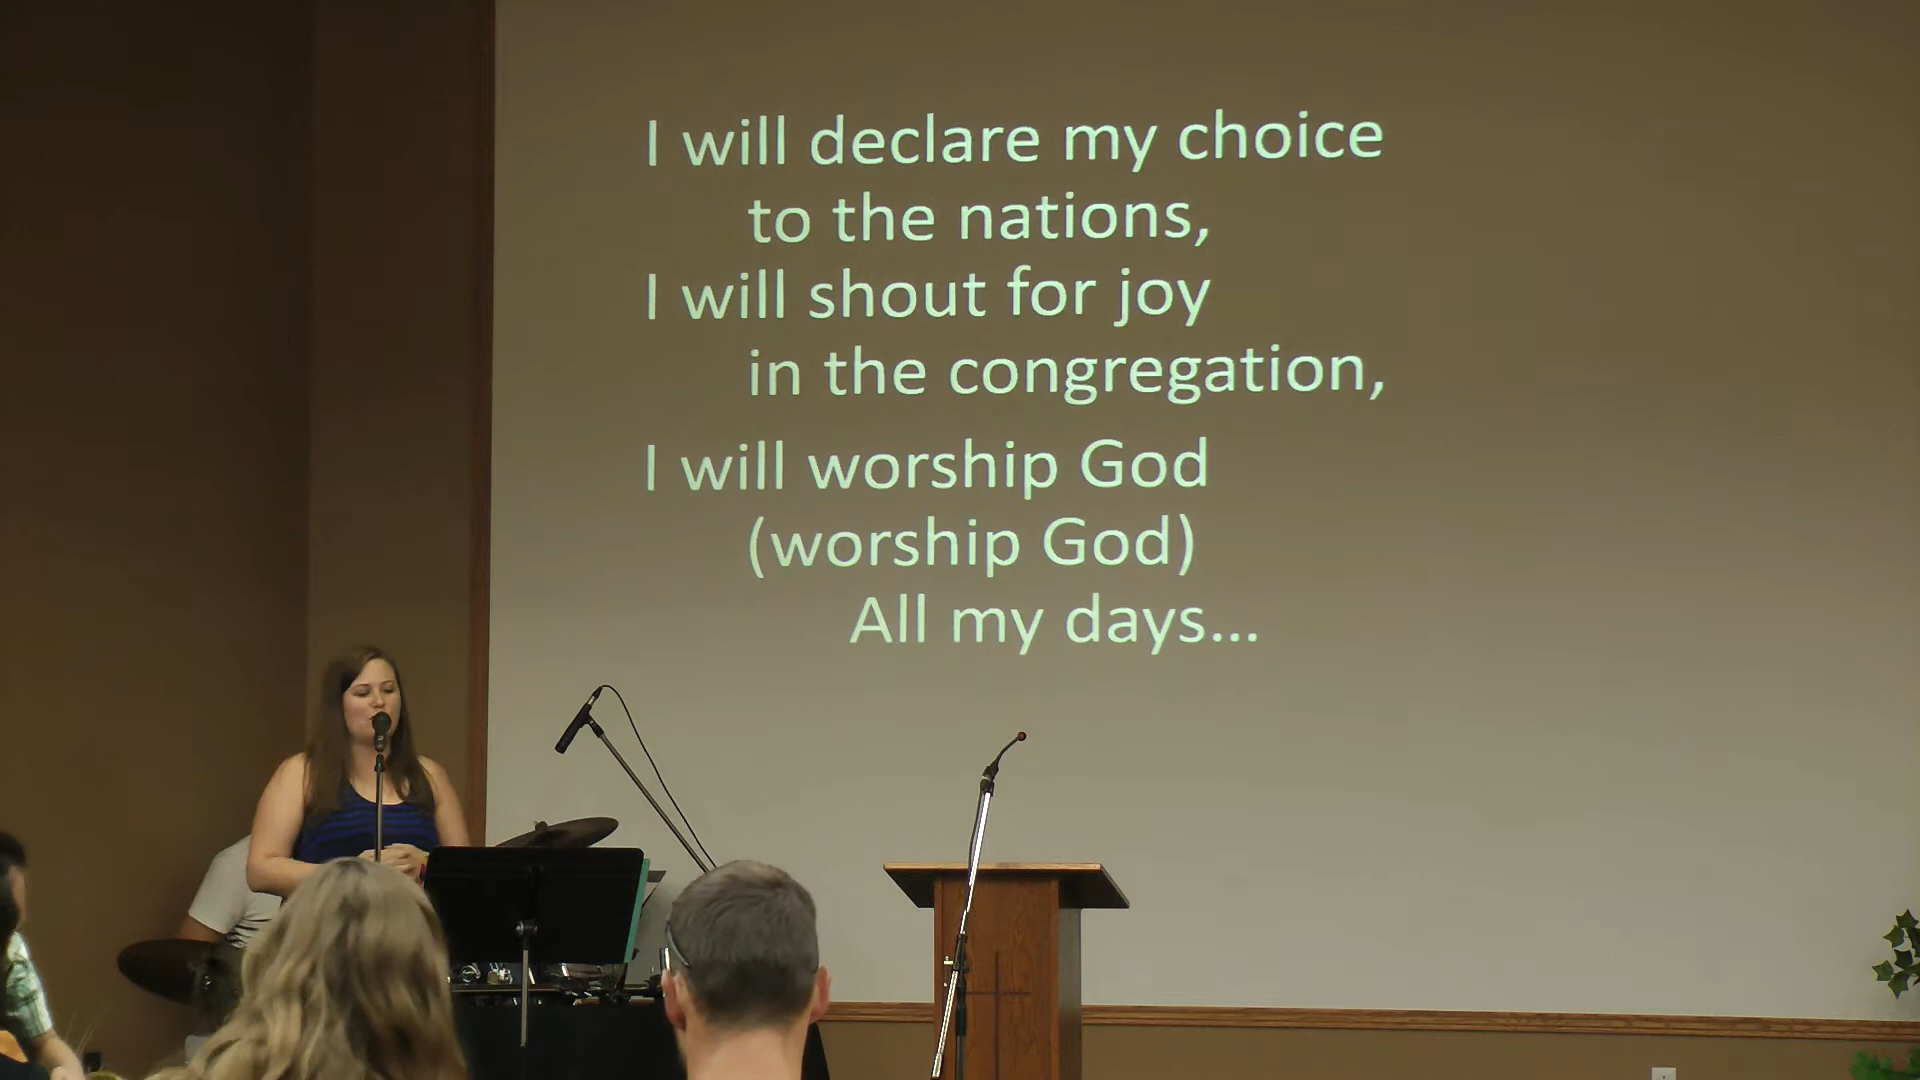 I will declare my choice
to the nations,
I will shout for joy
in the congregation,
I will worship God
(worship God)
All my days...